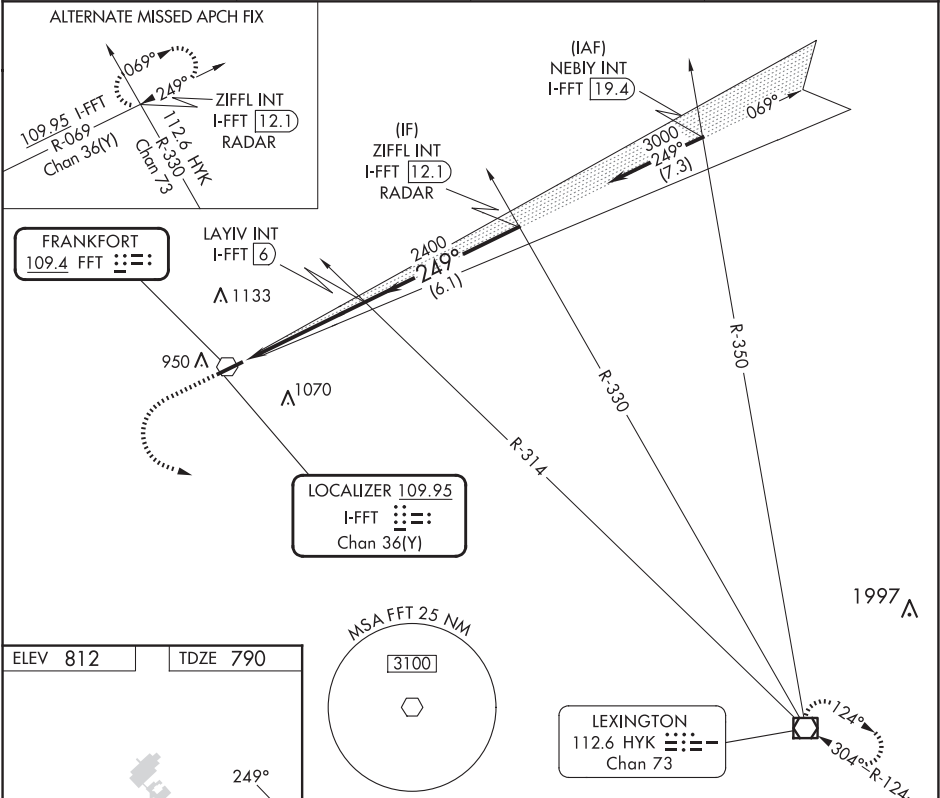 ALTERNATE MISSED APCH FIX
069°
249°
ZIFFL INT
I-FFT 12.1
RADAR
109.95 I-FFT
R-069
Chan 36(Y)
112.6 HYK
R-330
Chan 73
(IAF)
NEBIY INT
I-FFT 19.4
069°
3000
249°
(7.3)
(IF)
ZIFFL INT
I-FFT 12.1
RADAR
LAYIV INT
I-FFT 6
2400
249°
(6.1)
FRANKFORT
109.4 FFT
1133
950
1070
R-350
R-330
R-314
LOCALIZER 109.95
I-FFT
Chan 36(Y)
1997
MSA FFT 25 NM
3100
ELEV 812
TDZE 790
249°
LEXINGTON
112.6 HYK
Chan 73
124°
304°
R-124